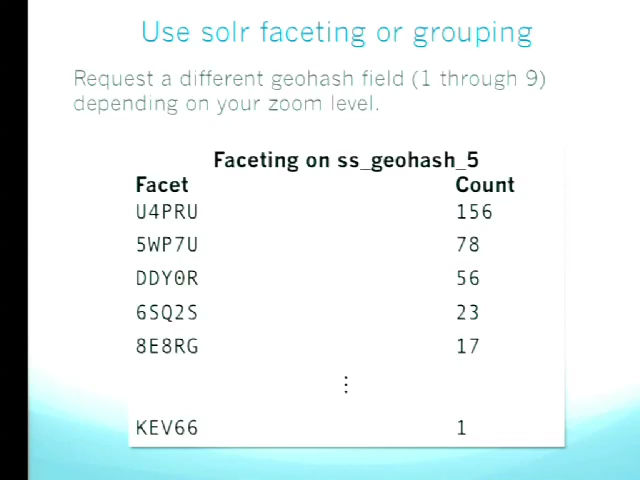 Use solr faceting or grouping
Request a different geohash field (1 through 9)
depending on your zoom level.
Faceting on ss_geohash_5
Facet Count
U4PRU 156
5WP7U 78
DDY0R 56
6SQ2S 23
8E8RG 17
⋮
KEV66 1